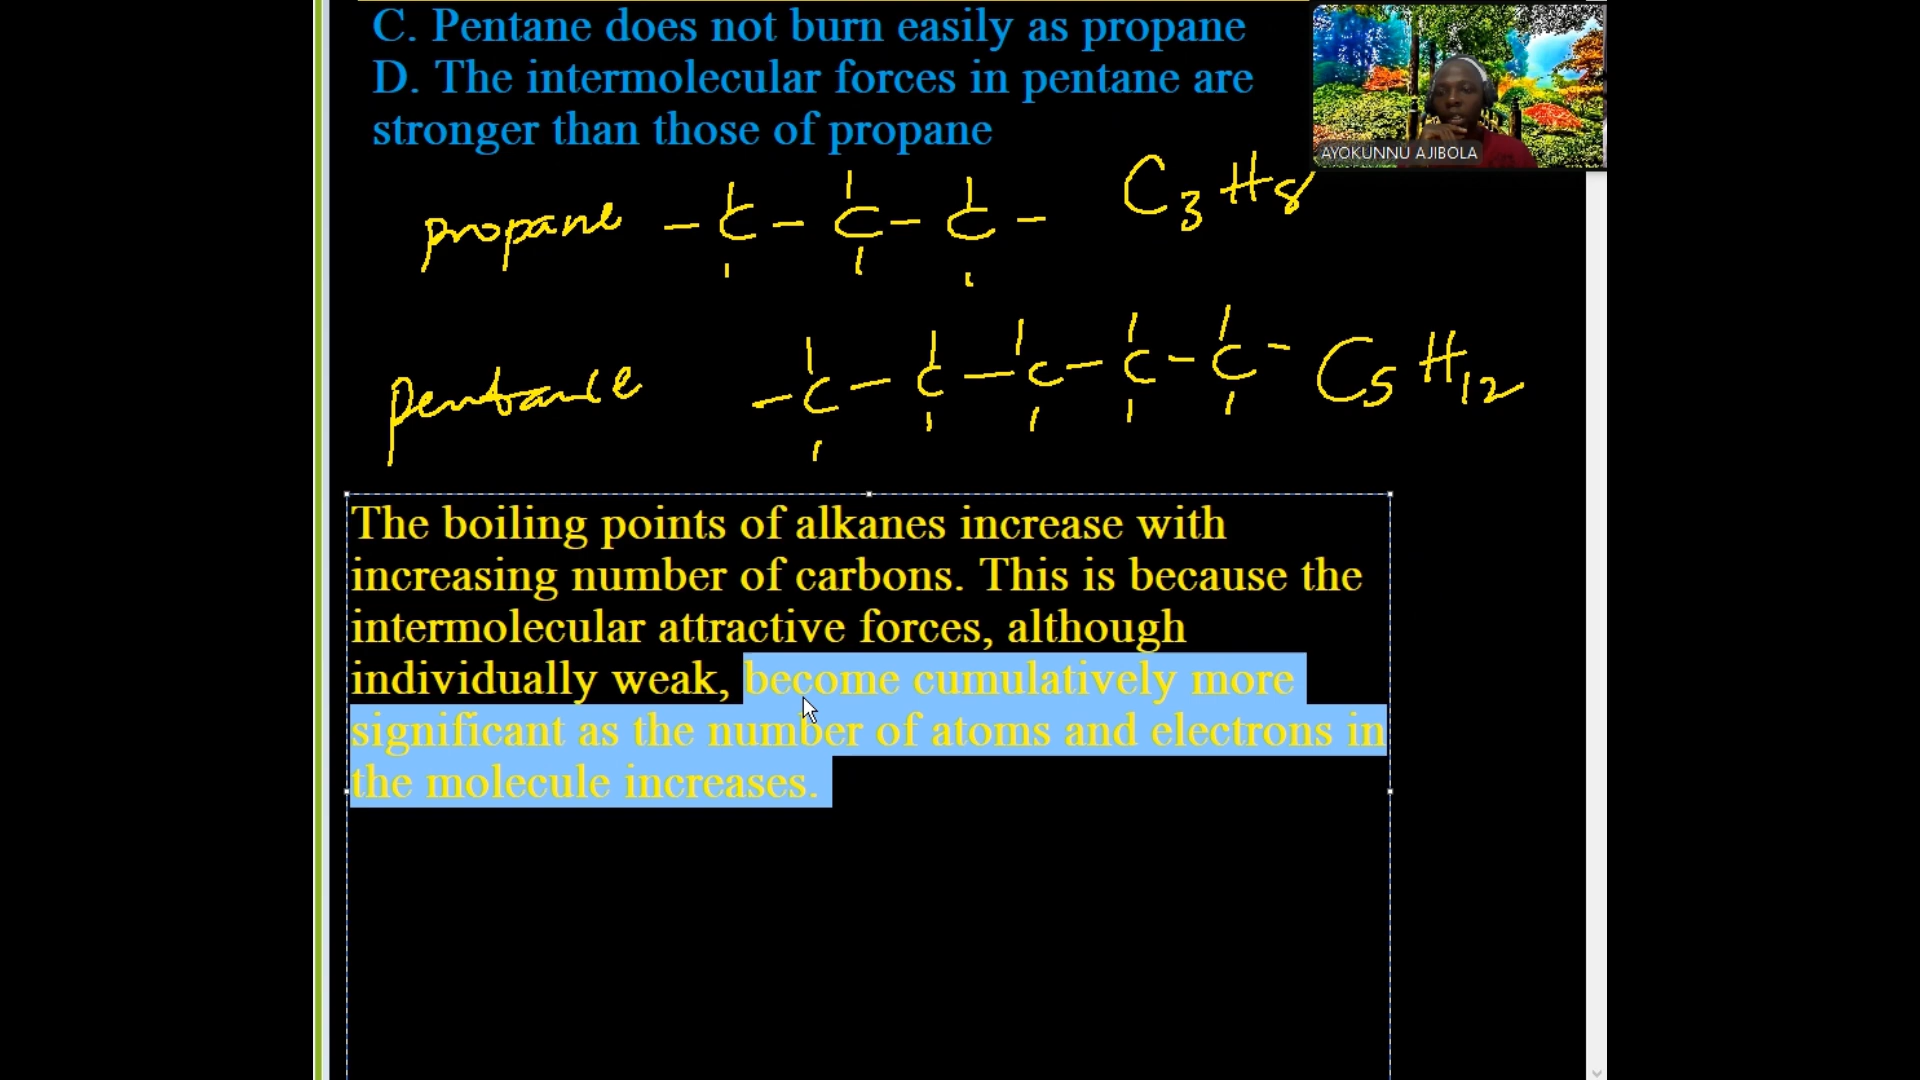 C. Pentane does not burn easily as propane
D. The intermolecular forces in pentane are
stronger than those of propane
AYOKUNNU AJIBOLA
propane - C - C - C - C3H8
pentane - C - C - C - C - C - C5H12
The boiling points of alkanes increase with
increasing number of carbons. This is because the
intermolecular attractive forces, although
individually weak, become cumulatively more
significant as the number of atoms and electrons in
the molecule increases.